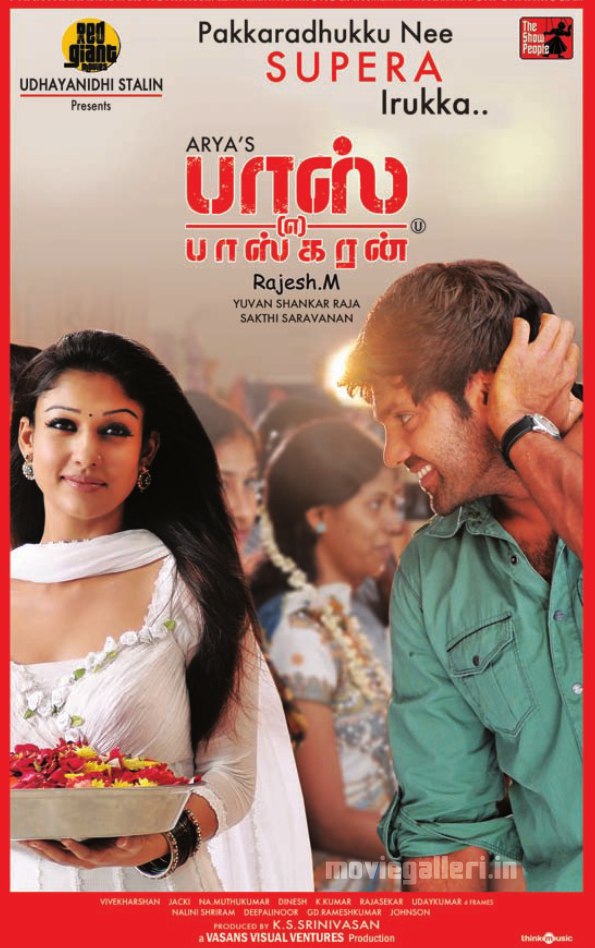 Red
giant
movies
UDHAYANIDHI STALIN
Presents
Pakkaradhukku Nee
SUPERA
Irukka..
The
Show
People
ARYA'S
பாஸ்
(எ)
பாஸ்கரன்
U
Rajesh.M
YUVAN SHANKAR RAJA
SAKTHI SARAVANAN
moviegalleri.in
VIVEKHARSHAN JACKI NA.MUTHUKUMAR DINESH K.KUMAR RAJASEKAR UDAYKUMAR 4 FRAMES
NALINI SHRIRAM DEEPALINOOR GD.RAMESHKUMAR JOHNSON
PRODUCED BY K.S.SRINIVASAN
a VASANS VISUAL VENTURES Production
think music